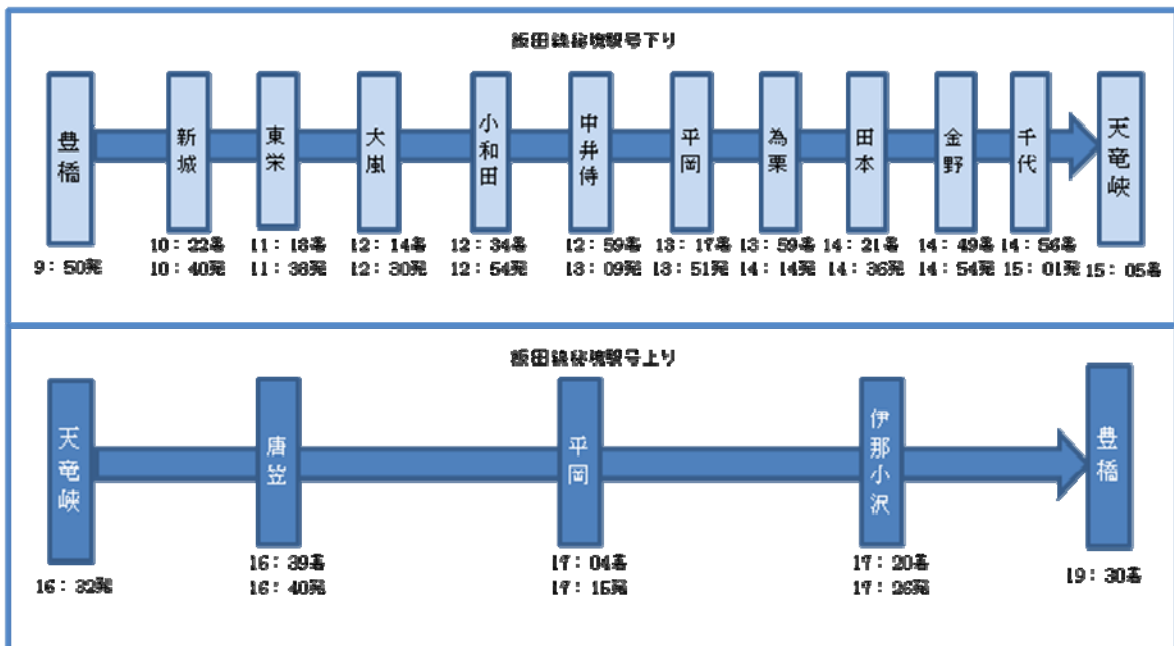 飯田線秘境駅号下り
豊橋
新城
東栄
大嵐
小和田
中井侍
平岡
為栗
田本
金野
千代
天竜峡
9:50発
10:22着
10:40発
11:18着
11:38発
12:14着
12:30発
12:34着
12:54発
12:59着
13:09発
13:17着
13:51発
13:59着
14:14発
14:21着
14:36発
14:49着
14:54発
14:56着
15:01発
15:05着
飯田線秘境駅号上り
天竜峡
唐笠
平岡
伊那小沢
豊橋
16:32発
16:39着
16:40発
17:04着
17:15発
17:20着
17:26発
19:30着